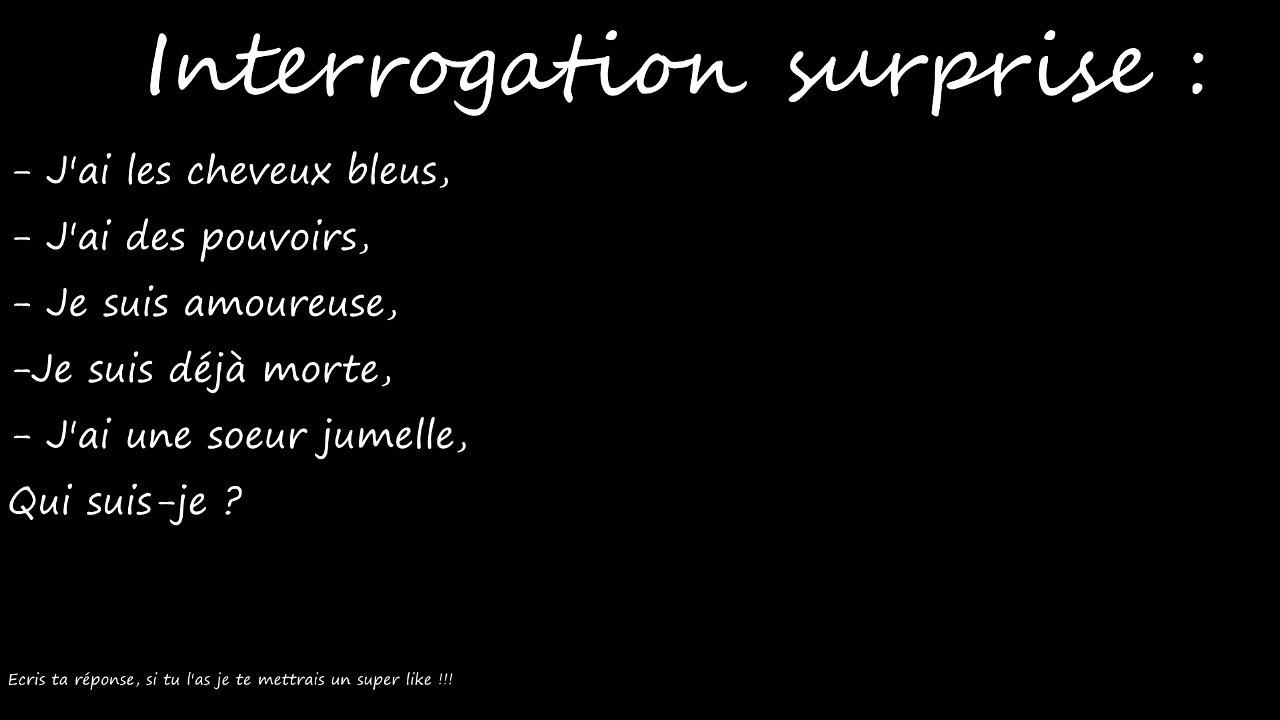 Interrogation surprise :
- J'ai les cheveux bleus,
- J'ai des pouvoirs,
- Je suis amoureuse,
-Je suis déjà morte,
- J'ai une soeur jumelle,
Qui suis-je ?
Ecris ta réponse, si tu l'as je te mettrais un super like !!!